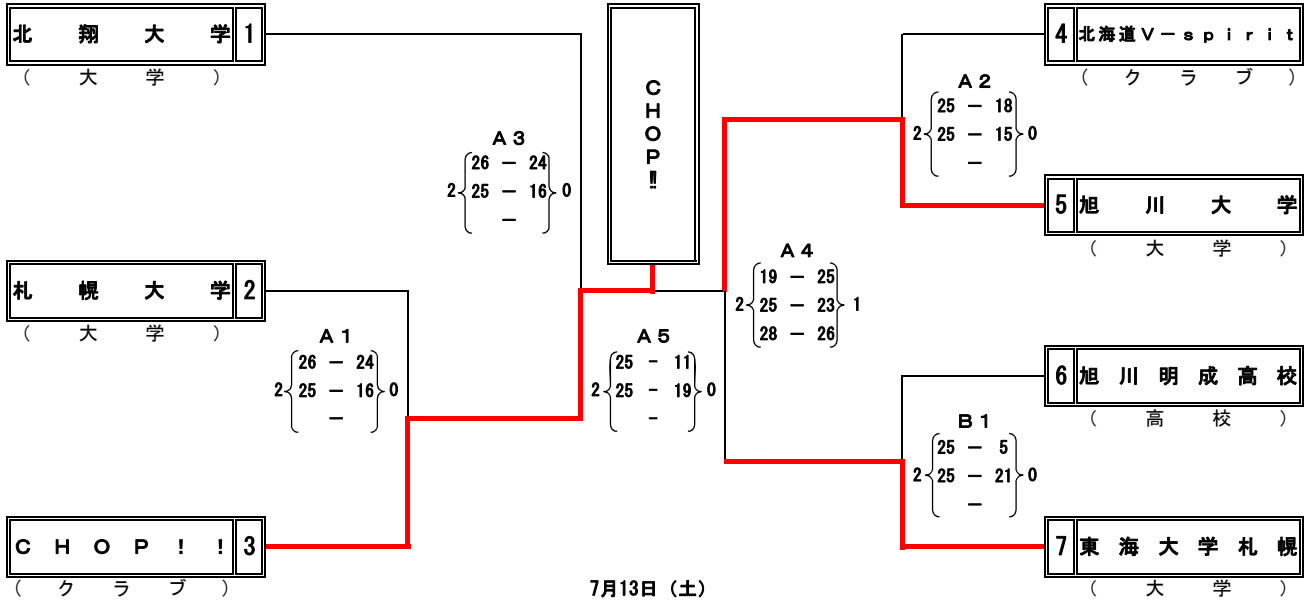 北翔大学 1
(大学)
札幌大学 2
(大学)
CHOP!! 3
(クラブ)
A3
26 - 24
2 25 - 16 0
-
A1
26 - 24
2 25 - 16 0
-
CHOP!!
A5
25 - 11
2 25 - 19 0
-
A4
19 - 25
2 25 - 23 1
28 - 26
A2
25 - 18
2 25 - 15 0
-
B1
25 - 5
2 25 - 21 0
-
4 北海道V-spirit
(クラブ)
5 旭川大学
(大学)
6 旭川明成高校
(高校)
7 東海大学札幌
(大学)
7月13日(土)